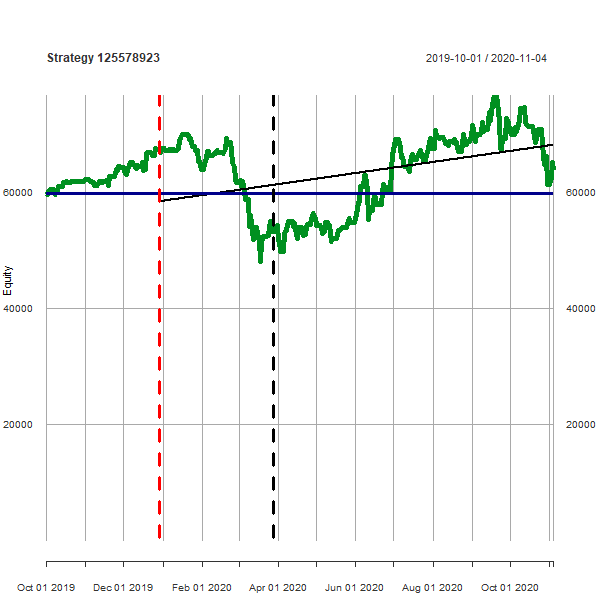 Strategy 125578923
2019-10-01 / 2020-11-04
60000
60000
Equity
40000
40000
20000
20000
Oct 01 2019
Dec 01 2019
Feb 01 2020
Apr 01 2020
Jun 01 2020
Aug 01 2020
Oct 01 2020